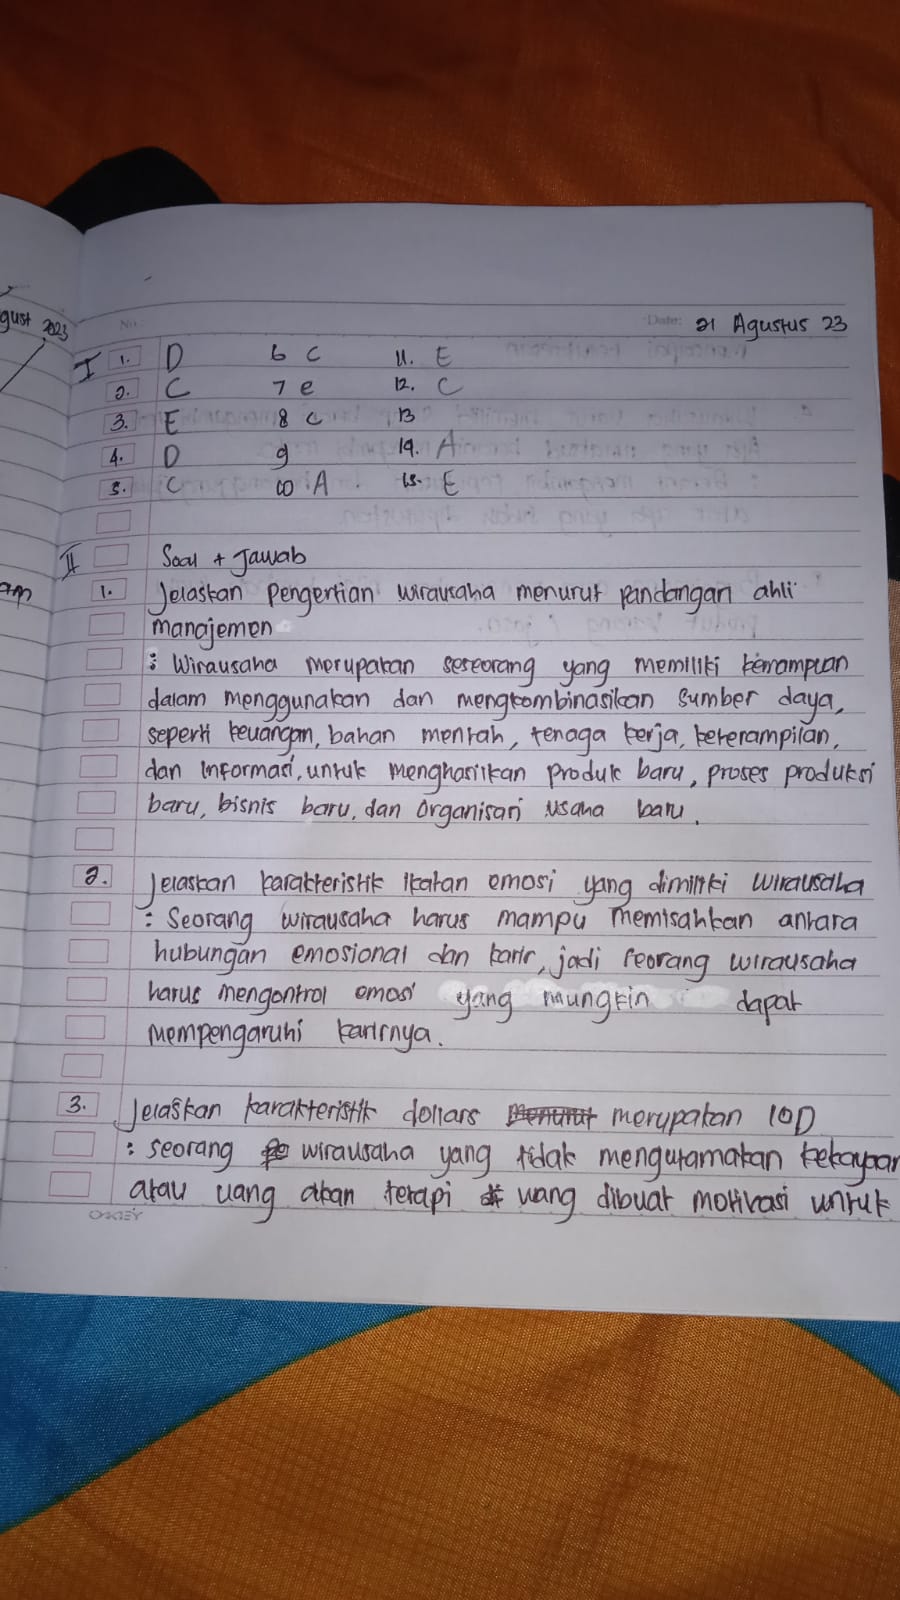 gust 2023
No. Date: 21 Agustus 23
I 1. D 6 C 11. E
2. C 7 e 12. C
3. E 8 c 13
4. D 9 14. A
5. C 10 A 15. E
II Soal + Jawab
1. Jelaskan Pengertian wirausaha menurut pandangan ahli
manajemen
: Wirausaha merupakan seseorang yang memiliki kemampuan
dalam menggunakan dan mengkombinasikan sumber daya,
seperti keuangan, bahan mentah, tenaga kerja, keterampilan,
dan informasi, untuk menghasilkan produk baru, proses produksi
baru, bisnis baru, dan organisasi usaha baru.
2. Jelaskan karakteristik ikatan emosi yang dimiliki wirausaha
: Seorang wirausaha harus mampu memisahkan antara
hubungan emosional dan karir, jadi seorang wirausaha
harus mengontrol emosi yang mungkin dapat
mempengaruhi karirnya.
3. Jelaskan karakteristik dollars menurut merupakan 10D
: seorang wirausaha yang tidak mengutamakan kekayaan
atau uang akan tetapi uang dibuat motivasi untuk
OKEY